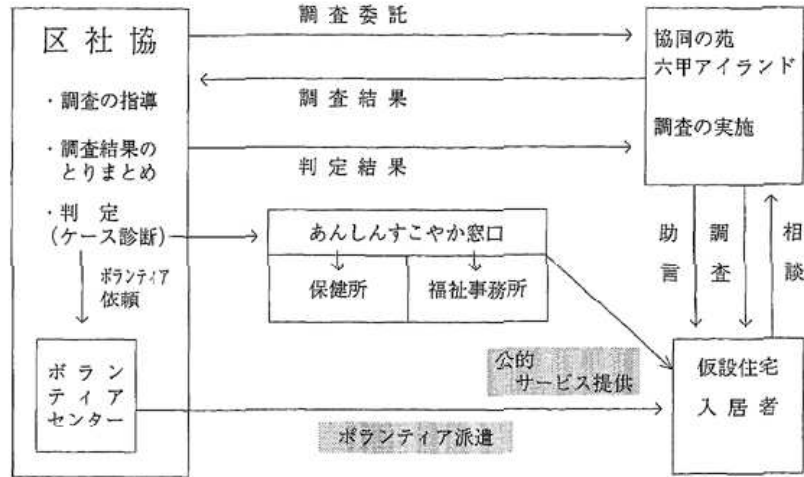 区社協
・調査の指導
・調査結果の
とりまとめ
・判定
（ケース診断）
ボランティア
依頼
ボラン
ティア
センター
調査委託
調査結果
判定結果
協同の苑
六甲アイランド
調査の実施
あんしんすこやか窓口
保健所
福祉事務所
助言
調査
相談
公的
サービス提供
ボランティア派遣
仮設住宅
入居者